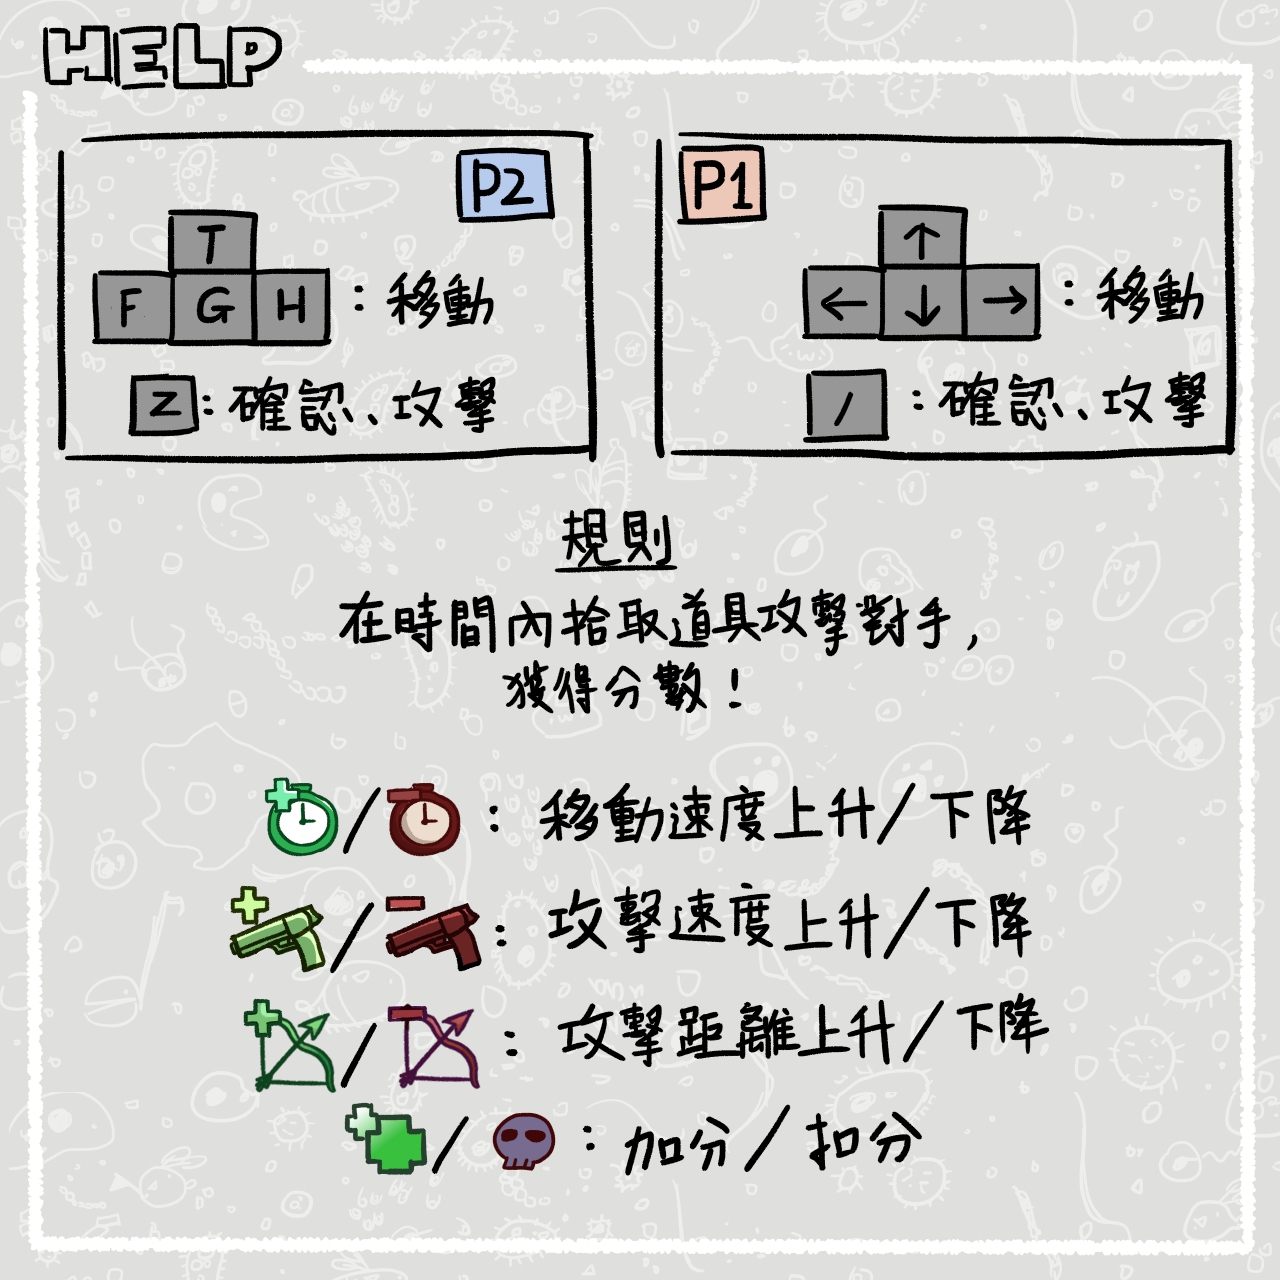 HELP
P2
T
F G H : 移動
Z : 確認、攻擊
P1
↑
← ↓ → : 移動
/ : 確認、攻擊
規則
在時間內拾取道具攻擊對手,
獲得分數!
/ : 移動速度上升/下降
/ : 攻擊速度上升/下降
/ : 攻擊距離上升/下降
/ : 加分/扣分